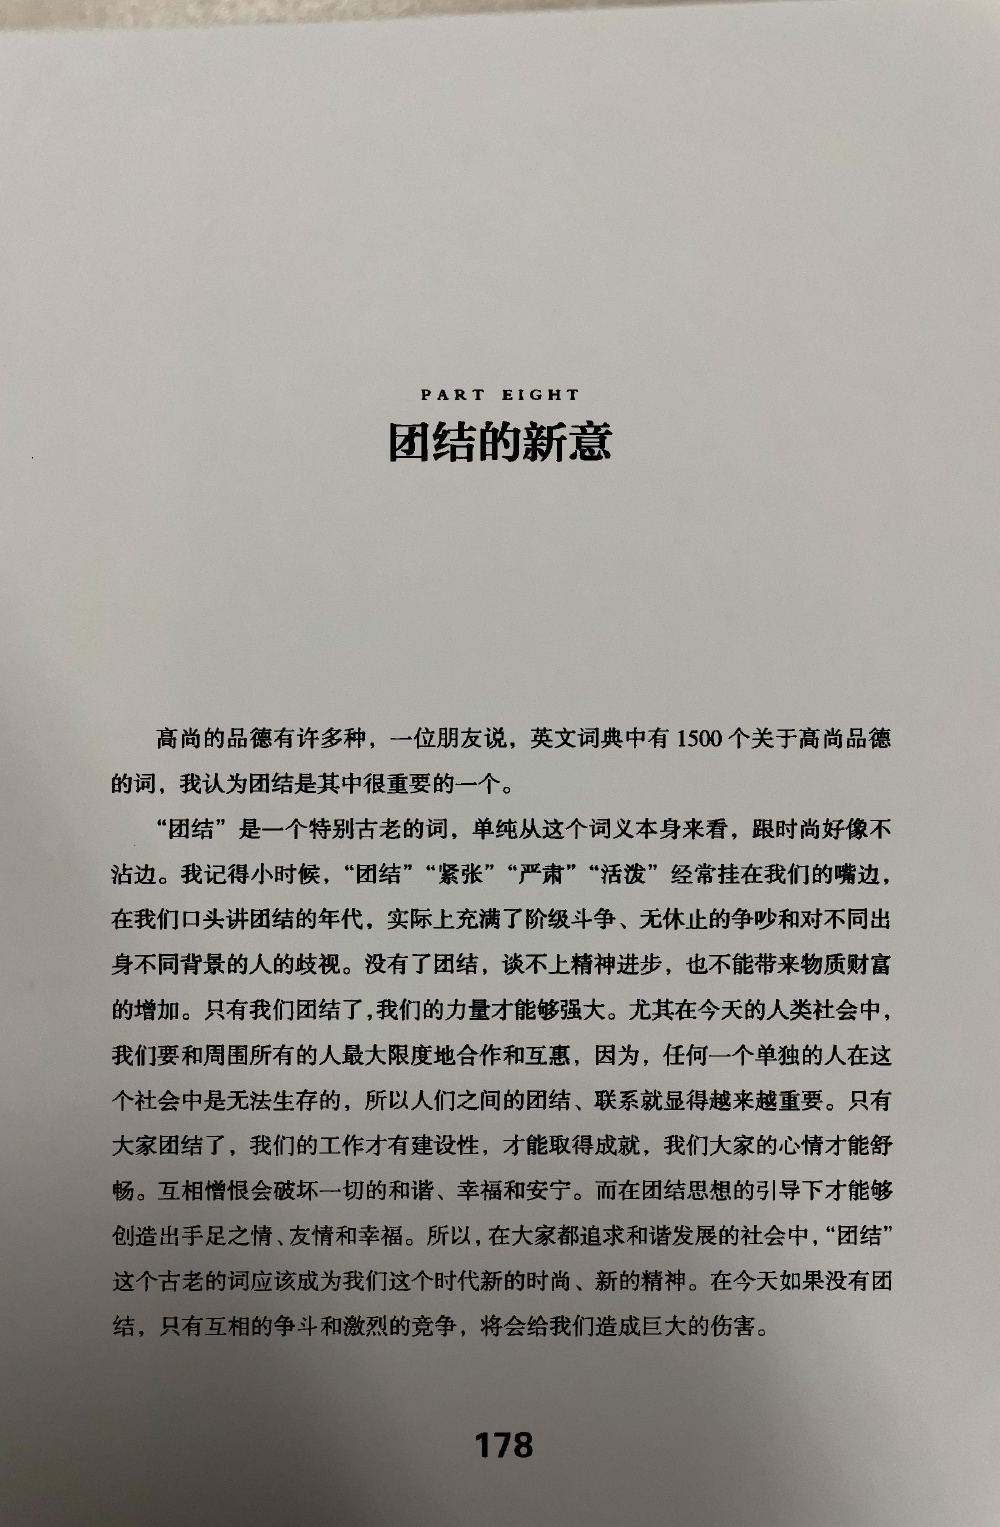 PART EIGHT
团结的新意
高尚的品德有许多种，一位朋友说，英文词典中有 1500 个关于高尚品德
的词，我认为团结是其中很重要的一个。
“团结”是一个特别古老的词，单纯从这个词义本身来看，跟时尚好像不
沾边。我记得小时候，“团结”“紧张”“严肃”“活泼”经常挂在我们的嘴边，
在我们口头讲团结的年代，实际上充满了阶级斗争、无休止的争吵和对不同出
身不同背景的人的歧视。没有了团结，谈不上精神进步，也不能带来物质财富
的增加。只有我们团结了，我们的力量才能够强大。尤其在今天的人类社会中，
我们要和周围所有的人最大限度地合作和互惠，因为，任何一个单独的人在这
个社会中是无法生存的，所以人们之间的团结、联系就显得越来越重要。只有
大家团结了，我们的工作才有建设性，才能取得成就，我们大家的心情才能舒
畅。互相憎恨会破坏一切的和谐、幸福和安宁。而在团结思想的引导下才能够
创造出手足之情、友情和幸福。所以，在大家都追求和谐发展的社会中，“团结”
这个古老的词应该成为我们这个时代新的时尚、新的精神。在今天如果没有团
结，只有互相的争斗和激烈的竞争，将会给我们造成巨大的伤害。
178